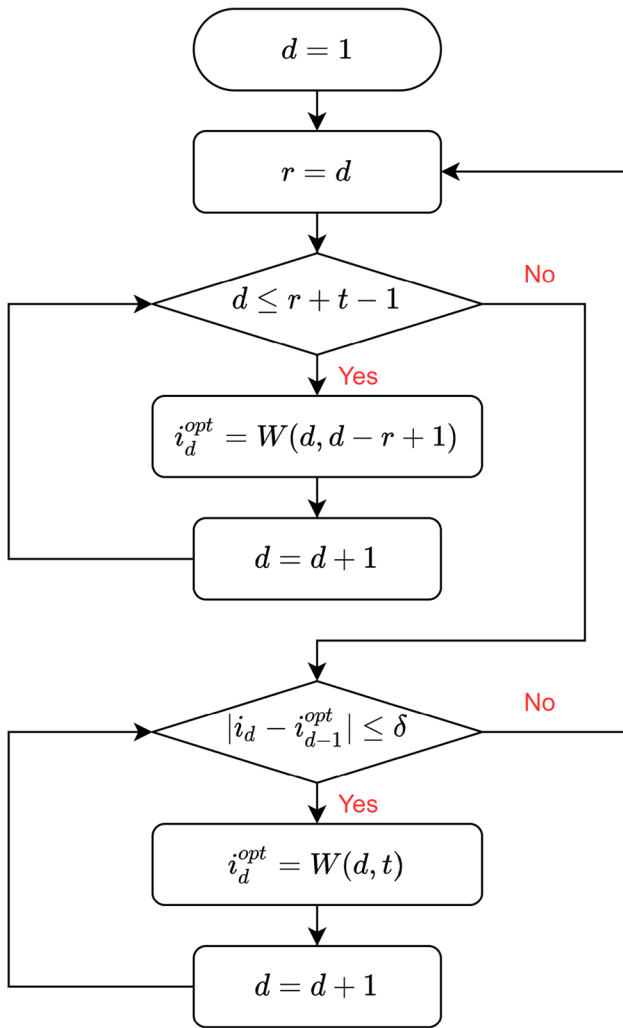 d = 1
r = d
d ≤ r + t − 1
No
Yes
i_d^{opt} = W(d, d − r + 1)
d = d + 1
|i_d − i_{d−1}^{opt}| ≤ δ
No
Yes
i_d^{opt} = W(d, t)
d = d + 1